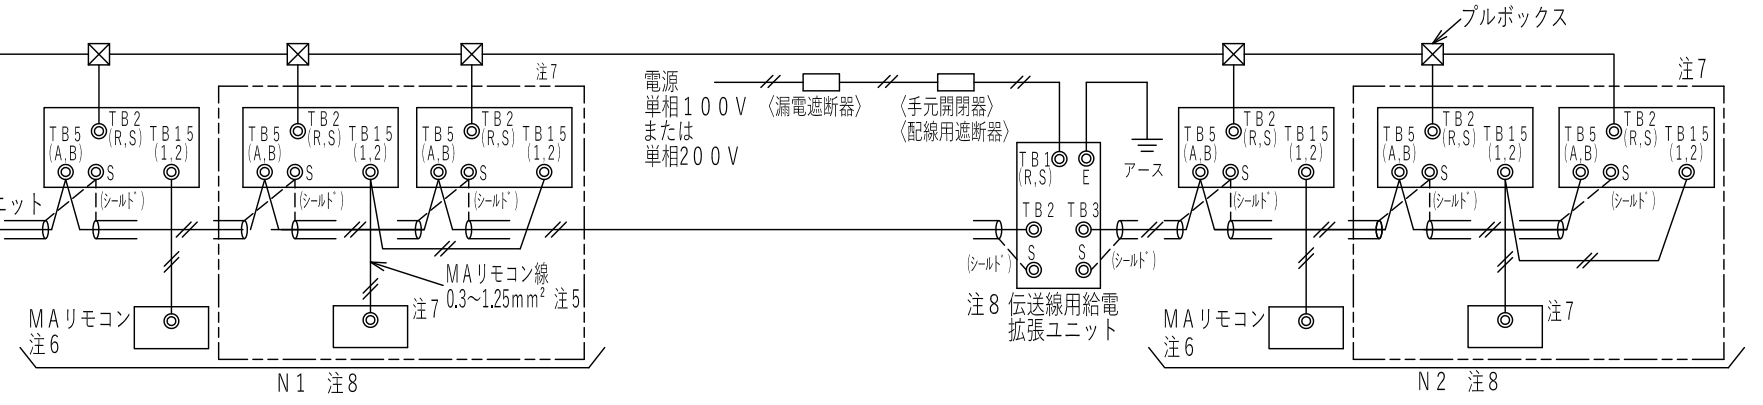 プルボックス
注7
注7
電源
単相100V
または
単相200V
〈漏電遮断器〉
〈手元開閉器〉
〈配線用遮断器〉
アース
TB5
(A,B)
TB2
(R,S)
TB15
(1,2)
S
(シールド)
TB5
(A,B)
TB2
(R,S)
TB15
(1,2)
S
(シールド)
TB5
(A,B)
TB2
(R,S)
TB15
(1,2)
S
(シールド)
TB1
(R,S)
E
TB2
TB3
S
S
(シールド)
(シールド)
TB5
(A,B)
TB2
(R,S)
TB15
(1,2)
S
(シールド)
TB5
(A,B)
TB2
(R,S)
TB15
(1,2)
S
(シールド)
TB5
(A,B)
TB2
(R,S)
TB15
(1,2)
S
(シールド)
ニット
MAリモコン線
0.3～1.25mm² 注5
MAリモコン
注6
注7
注8 伝送線用給電
拡張ユニット
MAリモコン
注6
注7
N1 注8
N2 注8